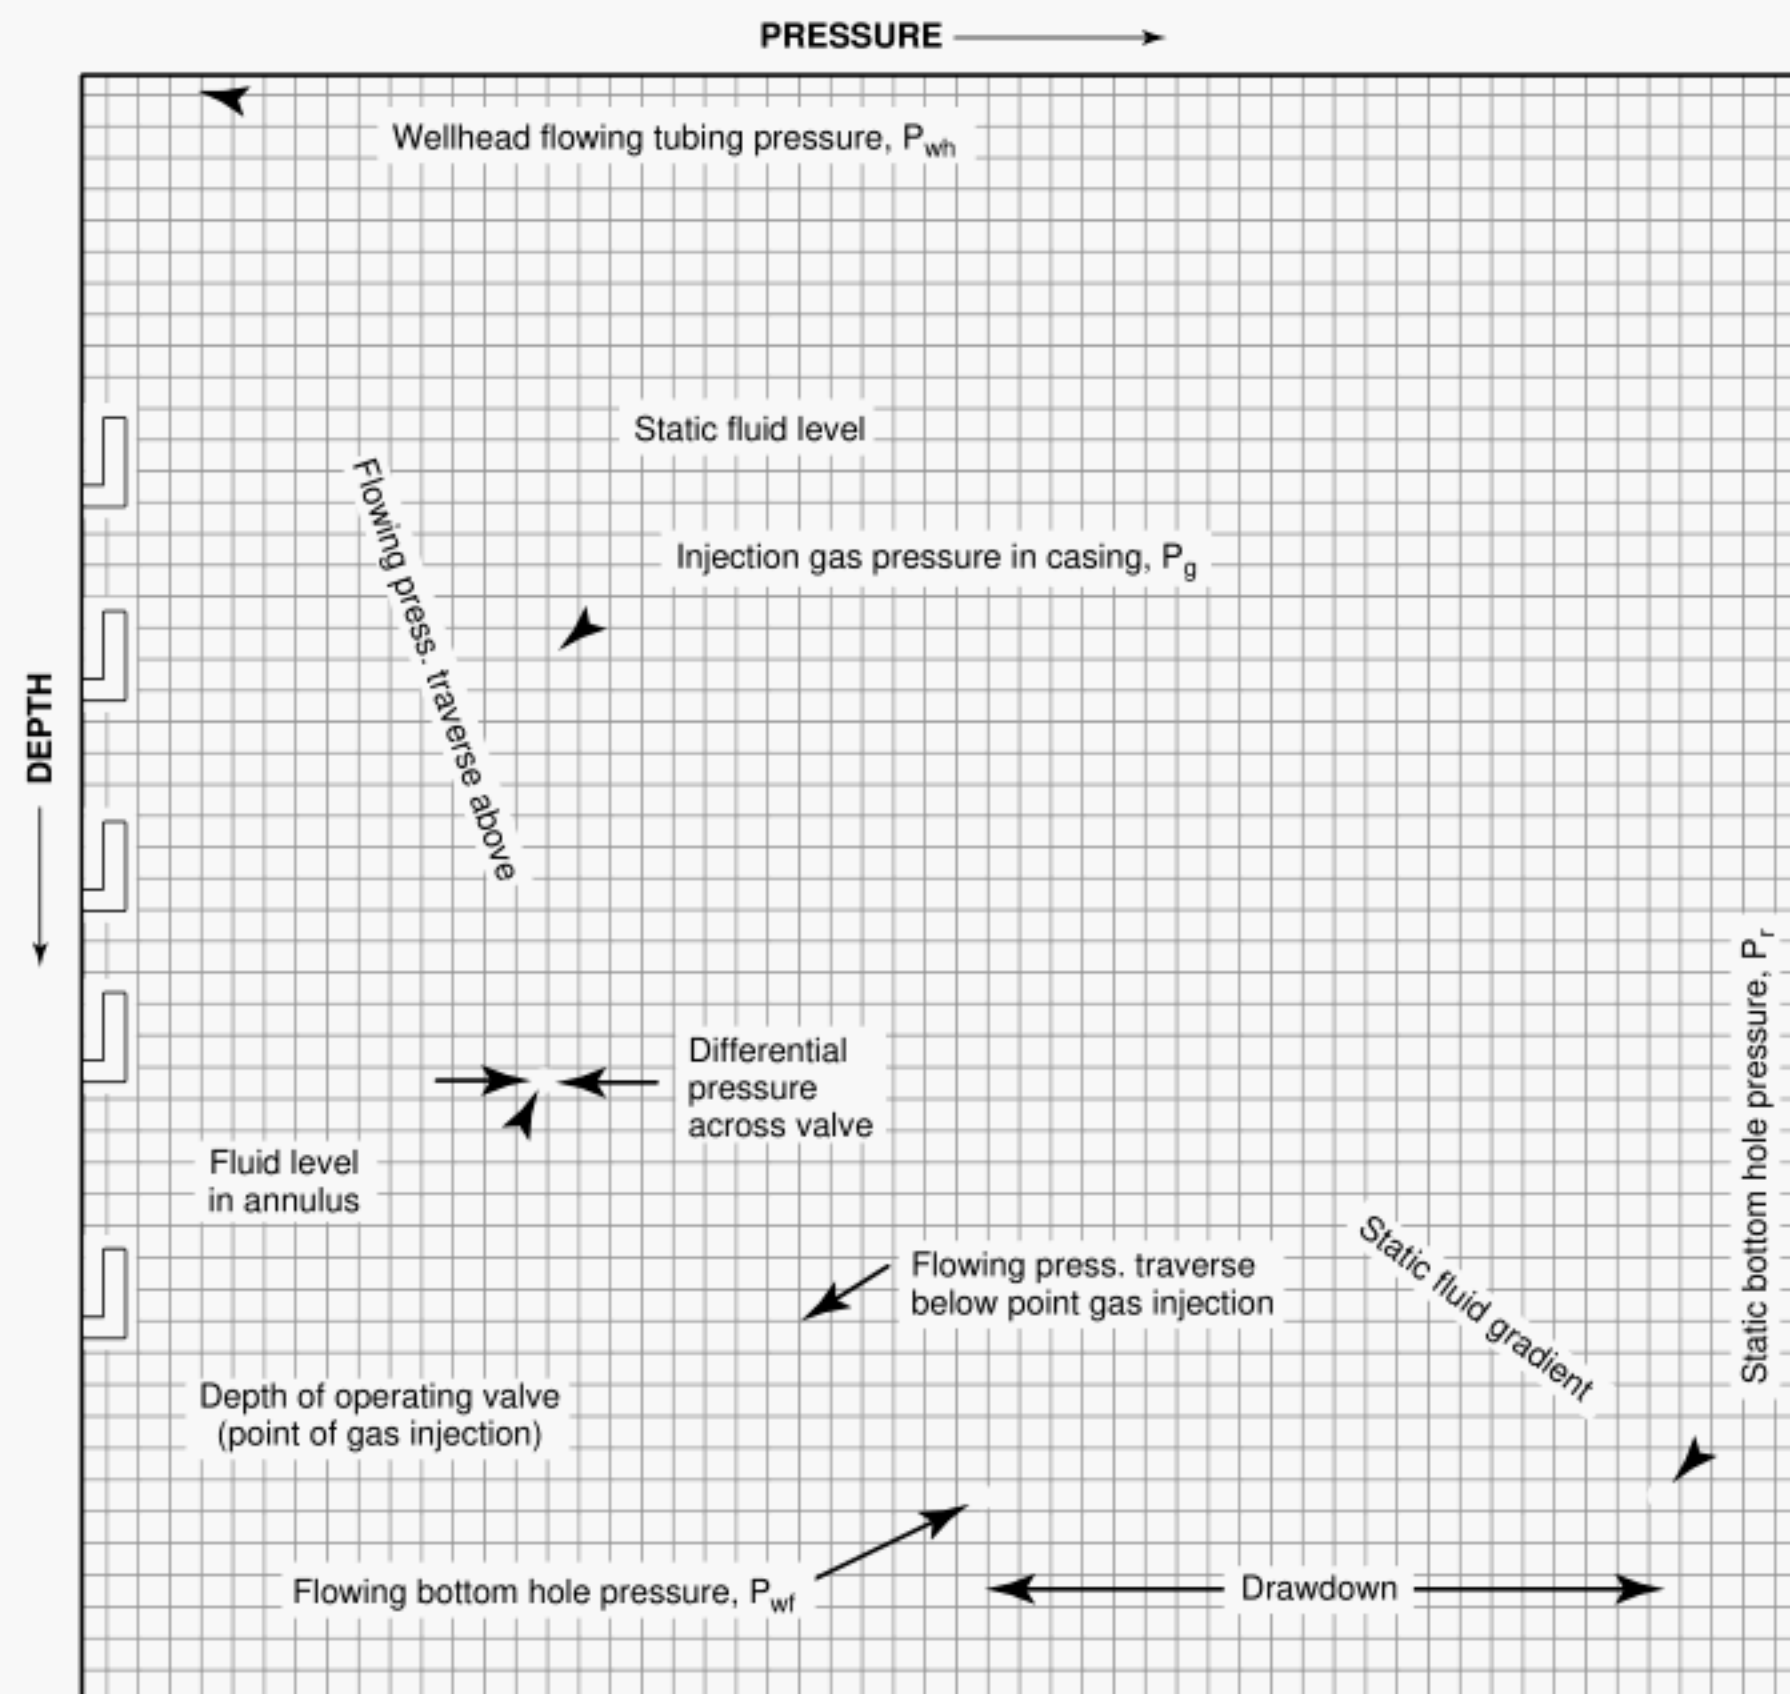 PRESSURE
Wellhead flowing tubing pressure, Pwh
Static fluid level
Flowing press. traverse above
Injection gas pressure in casing, Pg
DEPTH
Static bottom hole pressure, Pr
Differential
pressure
across valve
Fluid level
in annulus
Flowing press. traverse
below point gas injection
Static fluid gradient
Depth of operating valve
(point of gas injection)
Flowing bottom hole pressure, Pwf
Drawdown